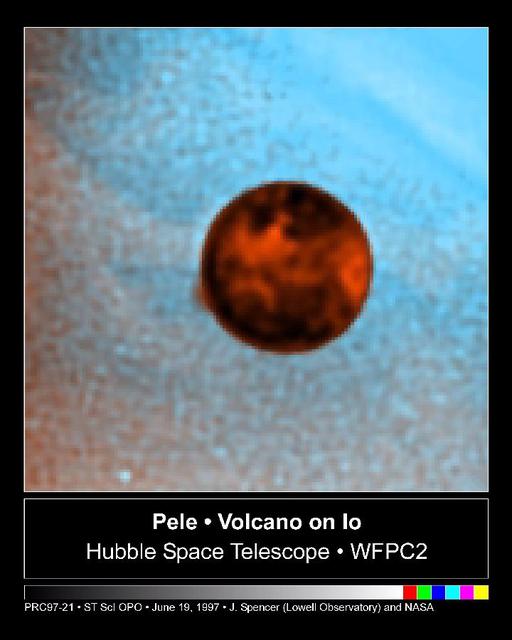 Pele • Volcano on Io
Hubble Space Telescope • WFPC2
PRC97-21 • ST ScI OPO • June 19, 1997 • J. Spencer (Lowell Observatory) and NASA